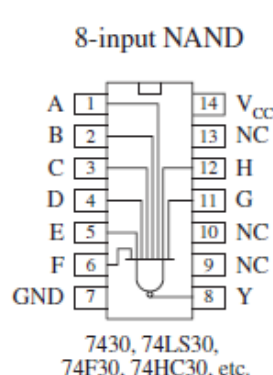 8-input NAND
A 1 14 VCC
B 2 13 NC
C 3 12 H
D 4 11 G
E 5 10 NC
F 6 9 NC
GND 7 8 Y
7430, 74LS30,
74F30, 74HC30, etc.